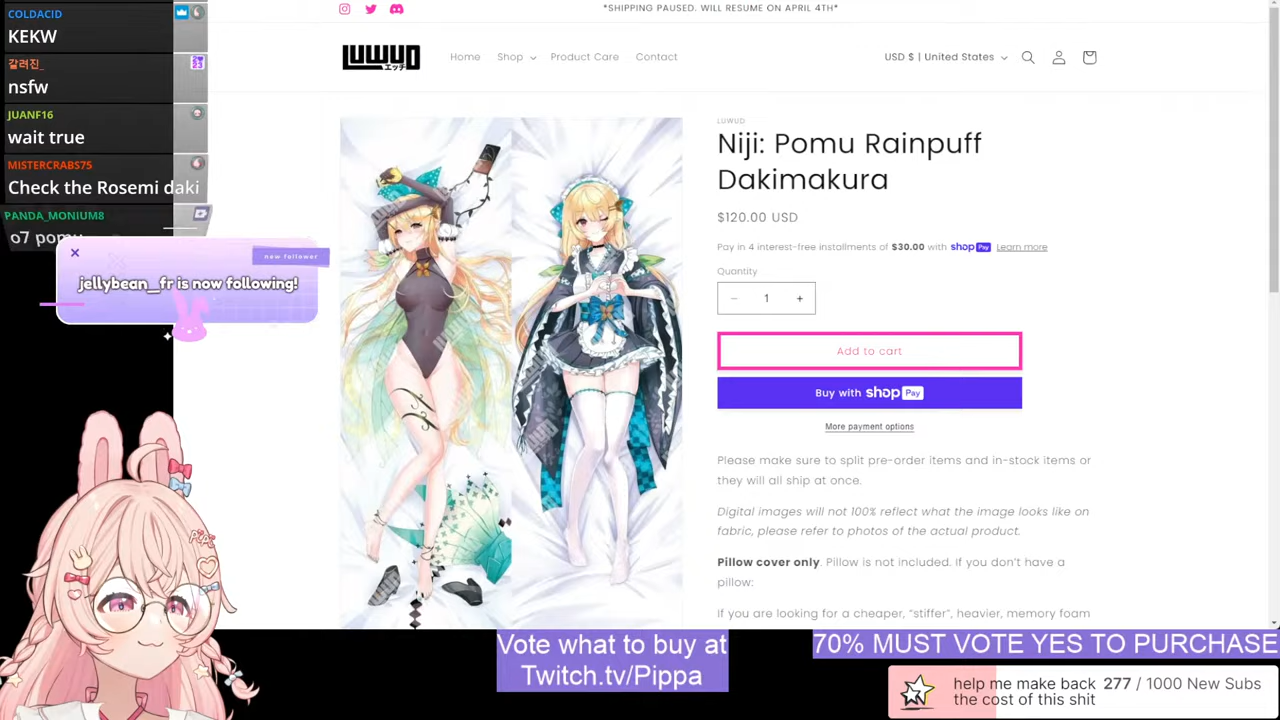 COLDACID
KEKW
갈려진_
nsfw
JUANF16
wait true
MISTERCRABS75
Check the Rosemi daki
PANDA_MONIUM8
o7 pomu
new follower
jellybean__fr is now following!
*SHIPPING PAUSED. WILL RESUME ON APRIL 4TH*
LUWUD
エッチ
Home
Shop
Product Care
Contact
USD $ | United States
LUWUD
Niji: Pomu Rainpuff
Dakimakura
$120.00 USD
Pay in 4 interest-free installments of $30.00 with shop Pay Learn more
Quantity
− 1 +
Add to cart
Buy with shop Pay
More payment options
Please make sure to split pre-order items and in-stock items or
they will all ship at once.
Digital images will not 100% reflect what the image looks like on
fabric, please refer to photos of the actual product.
Pillow cover only. Pillow is not included. If you don't have a
pillow:
If you are looking for a cheaper, "stiffer", heavier, memory foam
Vote what to buy at
Twitch.tv/Pippa
70% MUST VOTE YES TO PURCHASE
help me make back
the cost of this shit
277 / 1000 New Subs